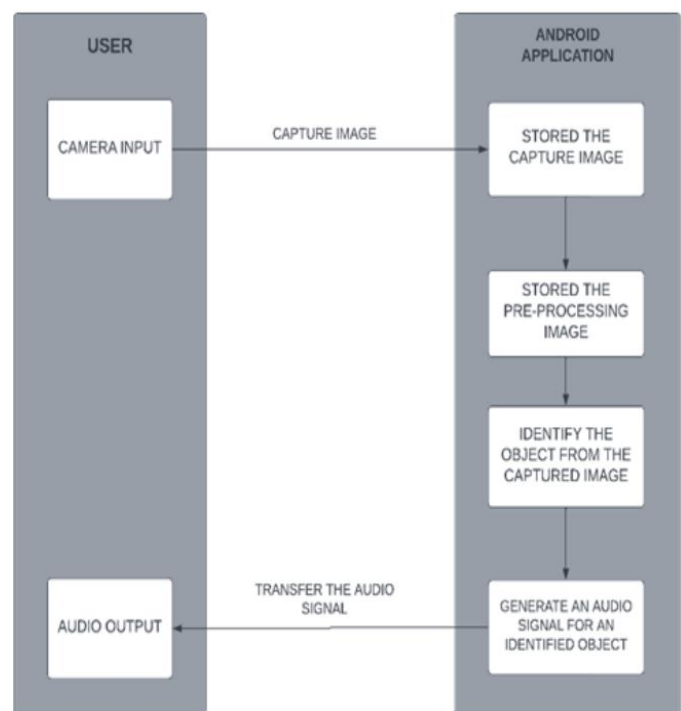 USER
ANDROID
APPLICATION
CAMERA INPUT
CAPTURE IMAGE
STORED THE
CAPTURE IMAGE
STORED THE
PRE-PROCESSING
IMAGE
IDENTIFY THE
OBJECT FROM THE
CAPTURED IMAGE
TRANSFER THE AUDIO
SIGNAL
GENERATE AN AUDIO
SIGNAL FOR AN
IDENTIFIED OBJECT
AUDIO OUTPUT